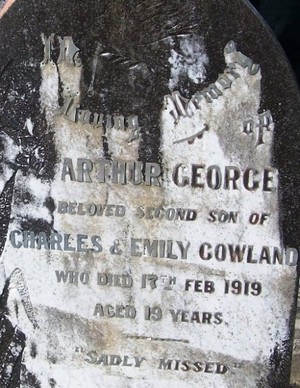 In
Loving Memory
of
ARTHUR GEORGE
BELOVED SECOND SON OF
CHARLES & EMILY GOWLAND
WHO DIED 17TH FEB 1919
AGED 19 YEARS.
"SADLY MISSED"